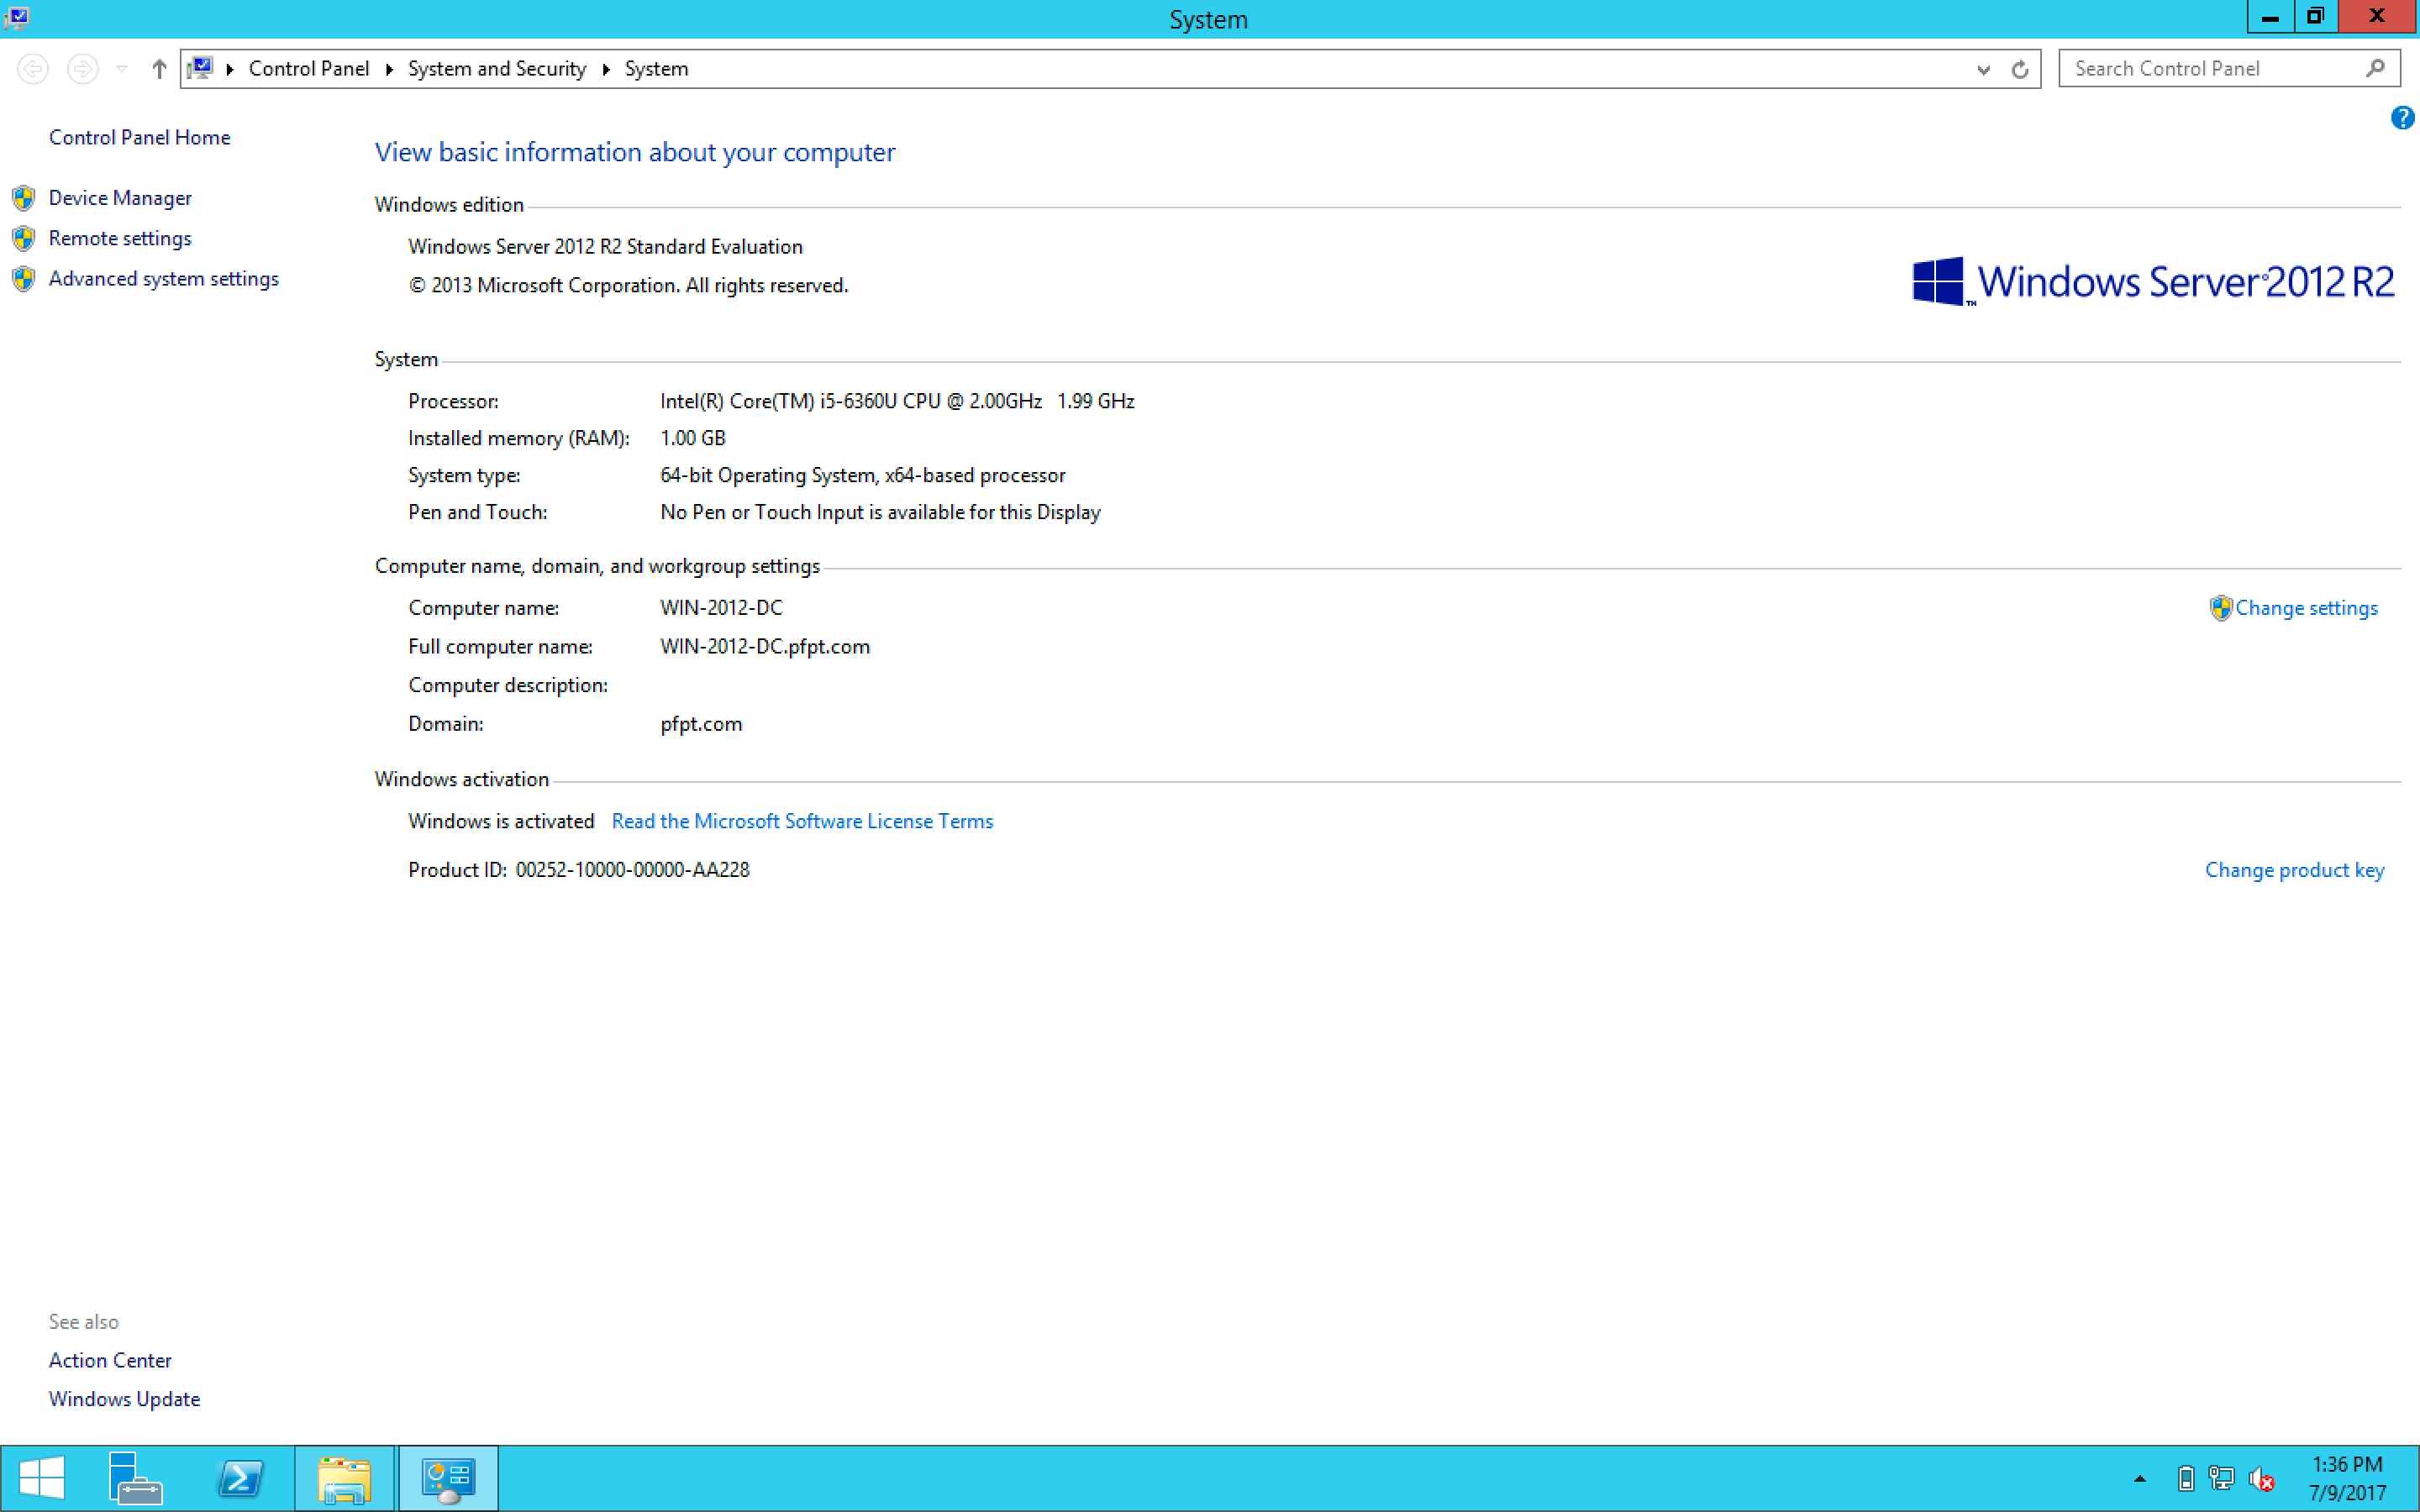 System
Control Panel System and Security System
Search Control Panel
Control Panel Home
Device Manager
Remote settings
Advanced system settings
View basic information about your computer
Windows edition
Windows Server 2012 R2 Standard Evaluation
© 2013 Microsoft Corporation. All rights reserved.
Windows Server 2012 R2
System
Processor: Intel(R) Core(TM) i5-6360U CPU @ 2.00GHz 1.99 GHz
Installed memory (RAM): 1.00 GB
System type: 64-bit Operating System, x64-based processor
Pen and Touch: No Pen or Touch Input is available for this Display
Computer name, domain, and workgroup settings
Computer name: WIN-2012-DC Change settings
Full computer name: WIN-2012-DC.pfpt.com
Computer description:
Domain: pfpt.com
Windows activation
Windows is activated Read the Microsoft Software License Terms
Product ID: 00252-10000-00000-AA228 Change product key
See also
Action Center
Windows Update
1:36 PM
7/9/2017